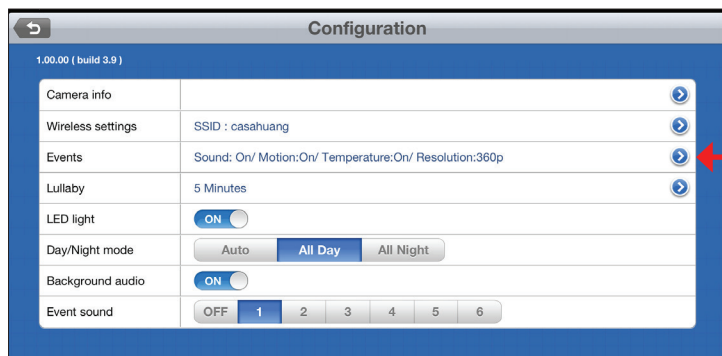 Configuration
1.00.00 ( build 3.9 )
Camera info
Wireless settings SSID : casahuang
Events Sound: On/ Motion:On/ Temperature:On/ Resolution:360p
Lullaby 5 Minutes
LED light ON
Day/Night mode Auto All Day All Night
Background audio ON
Event sound OFF 1 2 3 4 5 6